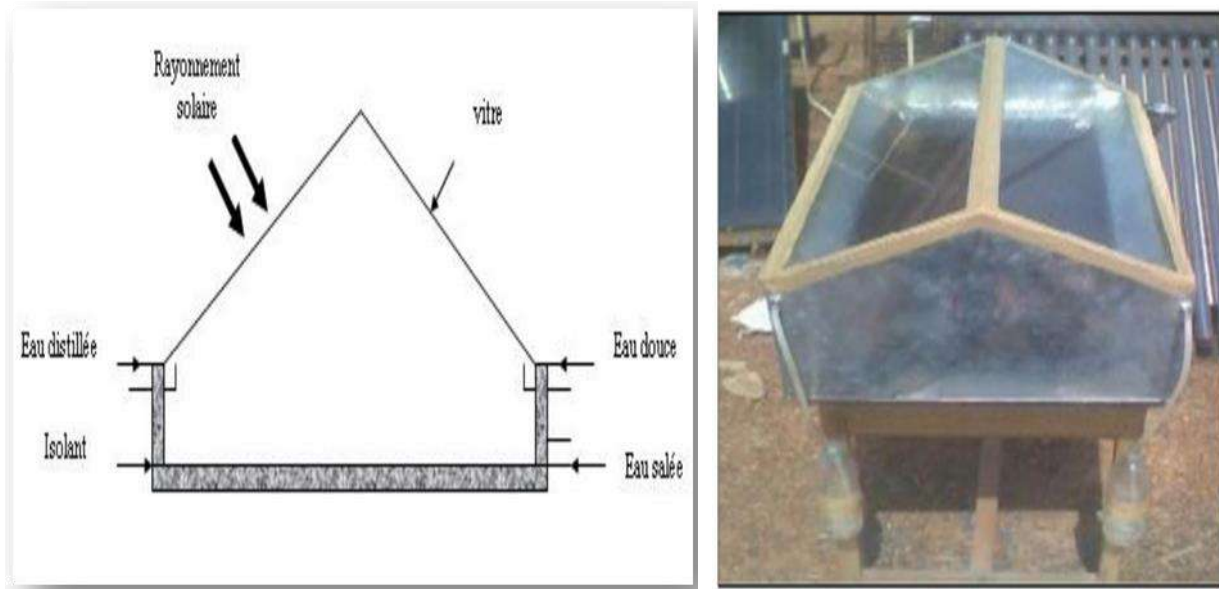 Rayonnement
solaire
vitre
Eau distillée
Eau douce
Isolant
Eau salée